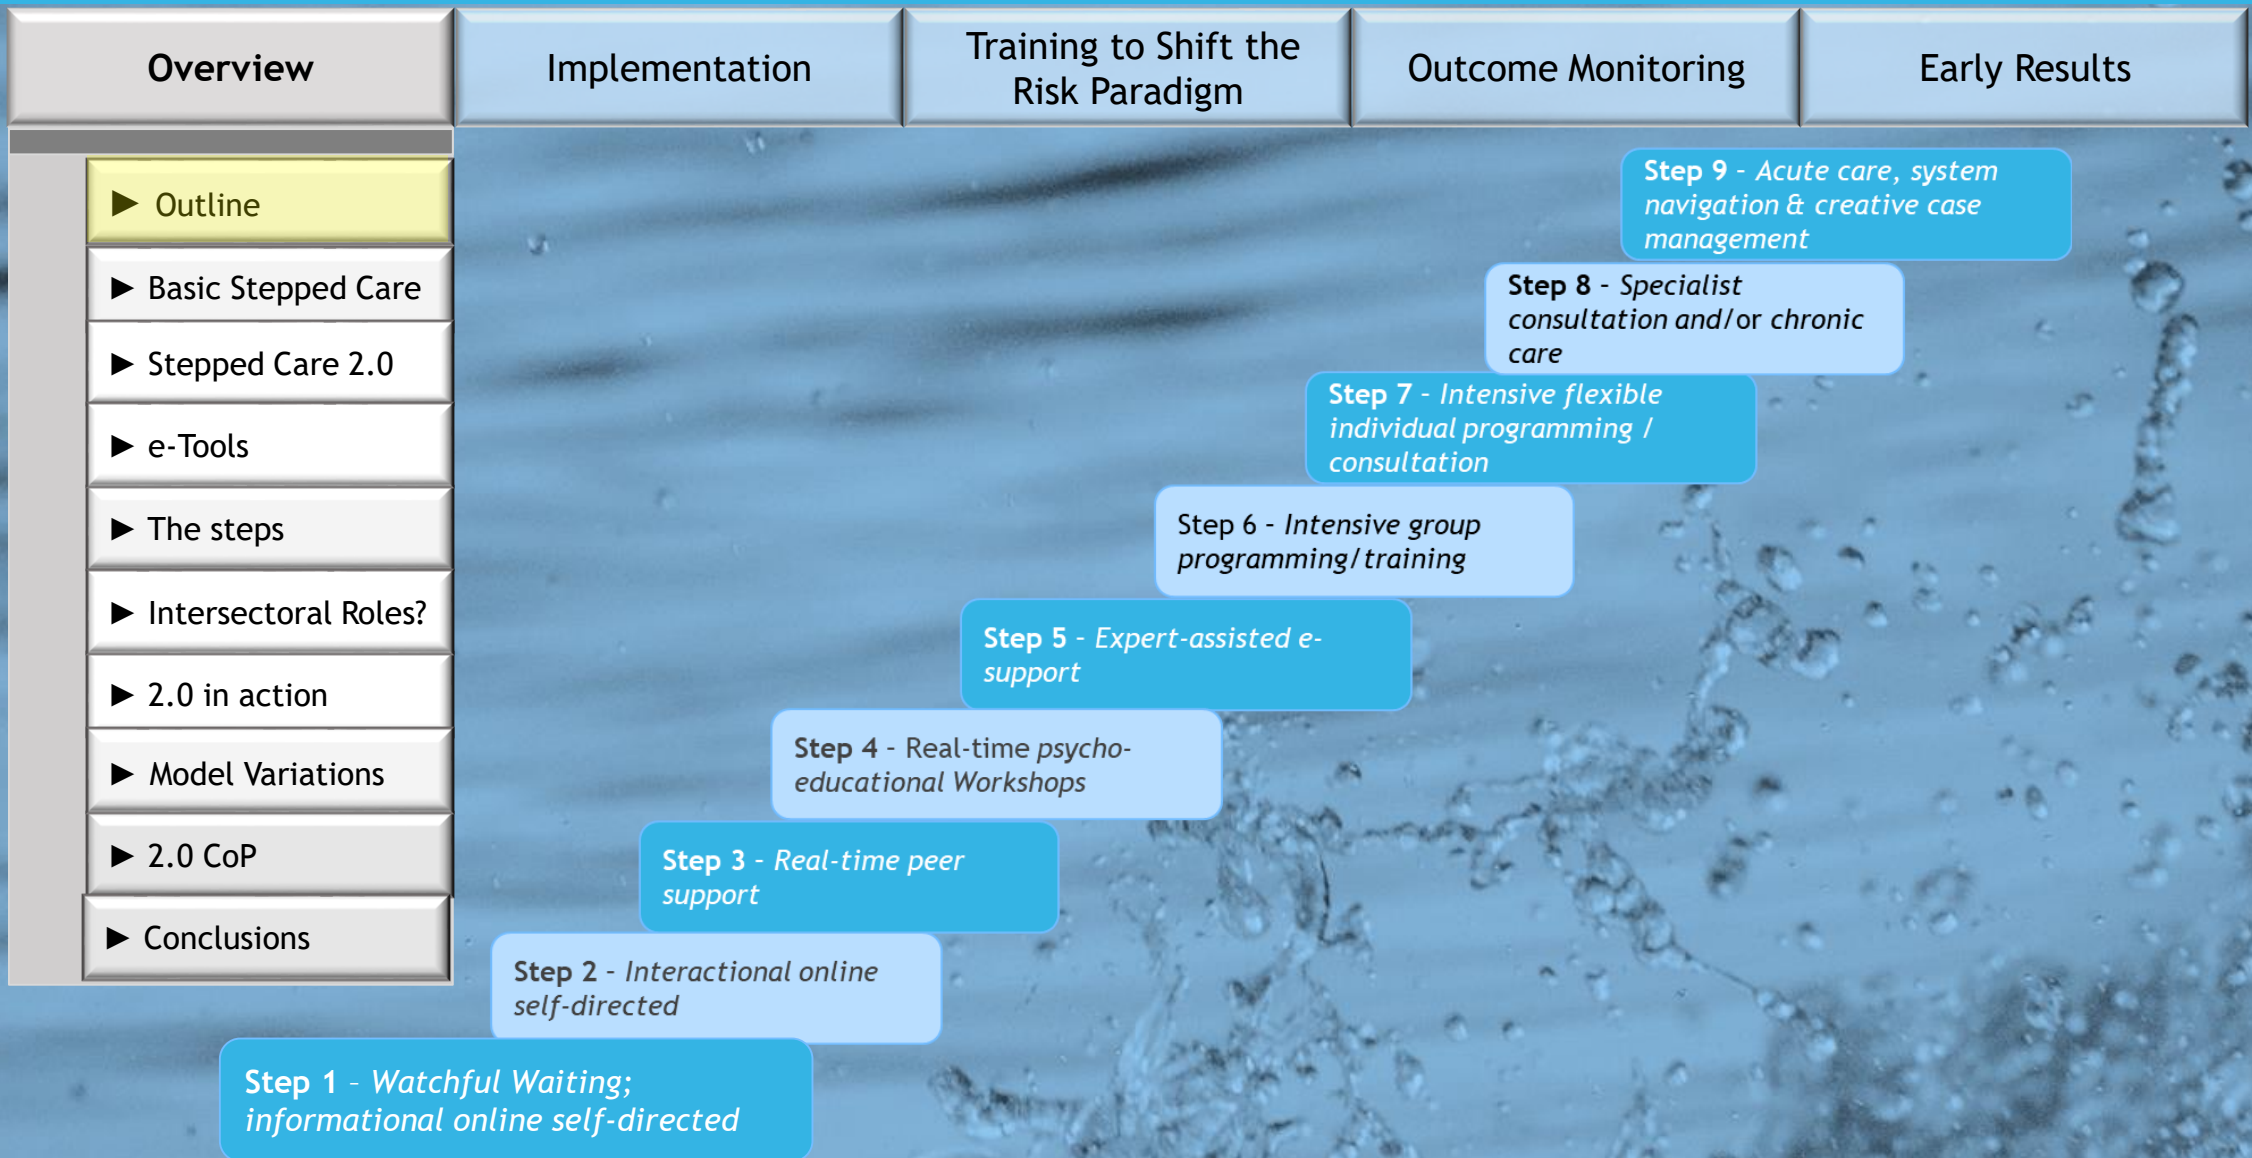 Overview
Implementation
Training to Shift the
Risk Paradigm
Outcome Monitoring
Early Results
► Outline
► Basic Stepped Care
► Stepped Care 2.0
► e-Tools
► The steps
► Intersectoral Roles?
► 2.0 in action
► Model Variations
► 2.0 CoP
► Conclusions
Step 9 – Acute care, system
navigation & creative case
management
Step 8 – Specialist
consultation and/or chronic
care
Step 7 – Intensive flexible
individual programming /
consultation
Step 6 – Intensive group
programming/training
Step 5 – Expert-assisted e-
support
Step 4 – Real-time psycho-
educational Workshops
Step 3 – Real-time peer
support
Step 2 – Interactional online
self-directed
Step 1 – Watchful Waiting;
informational online self-directed